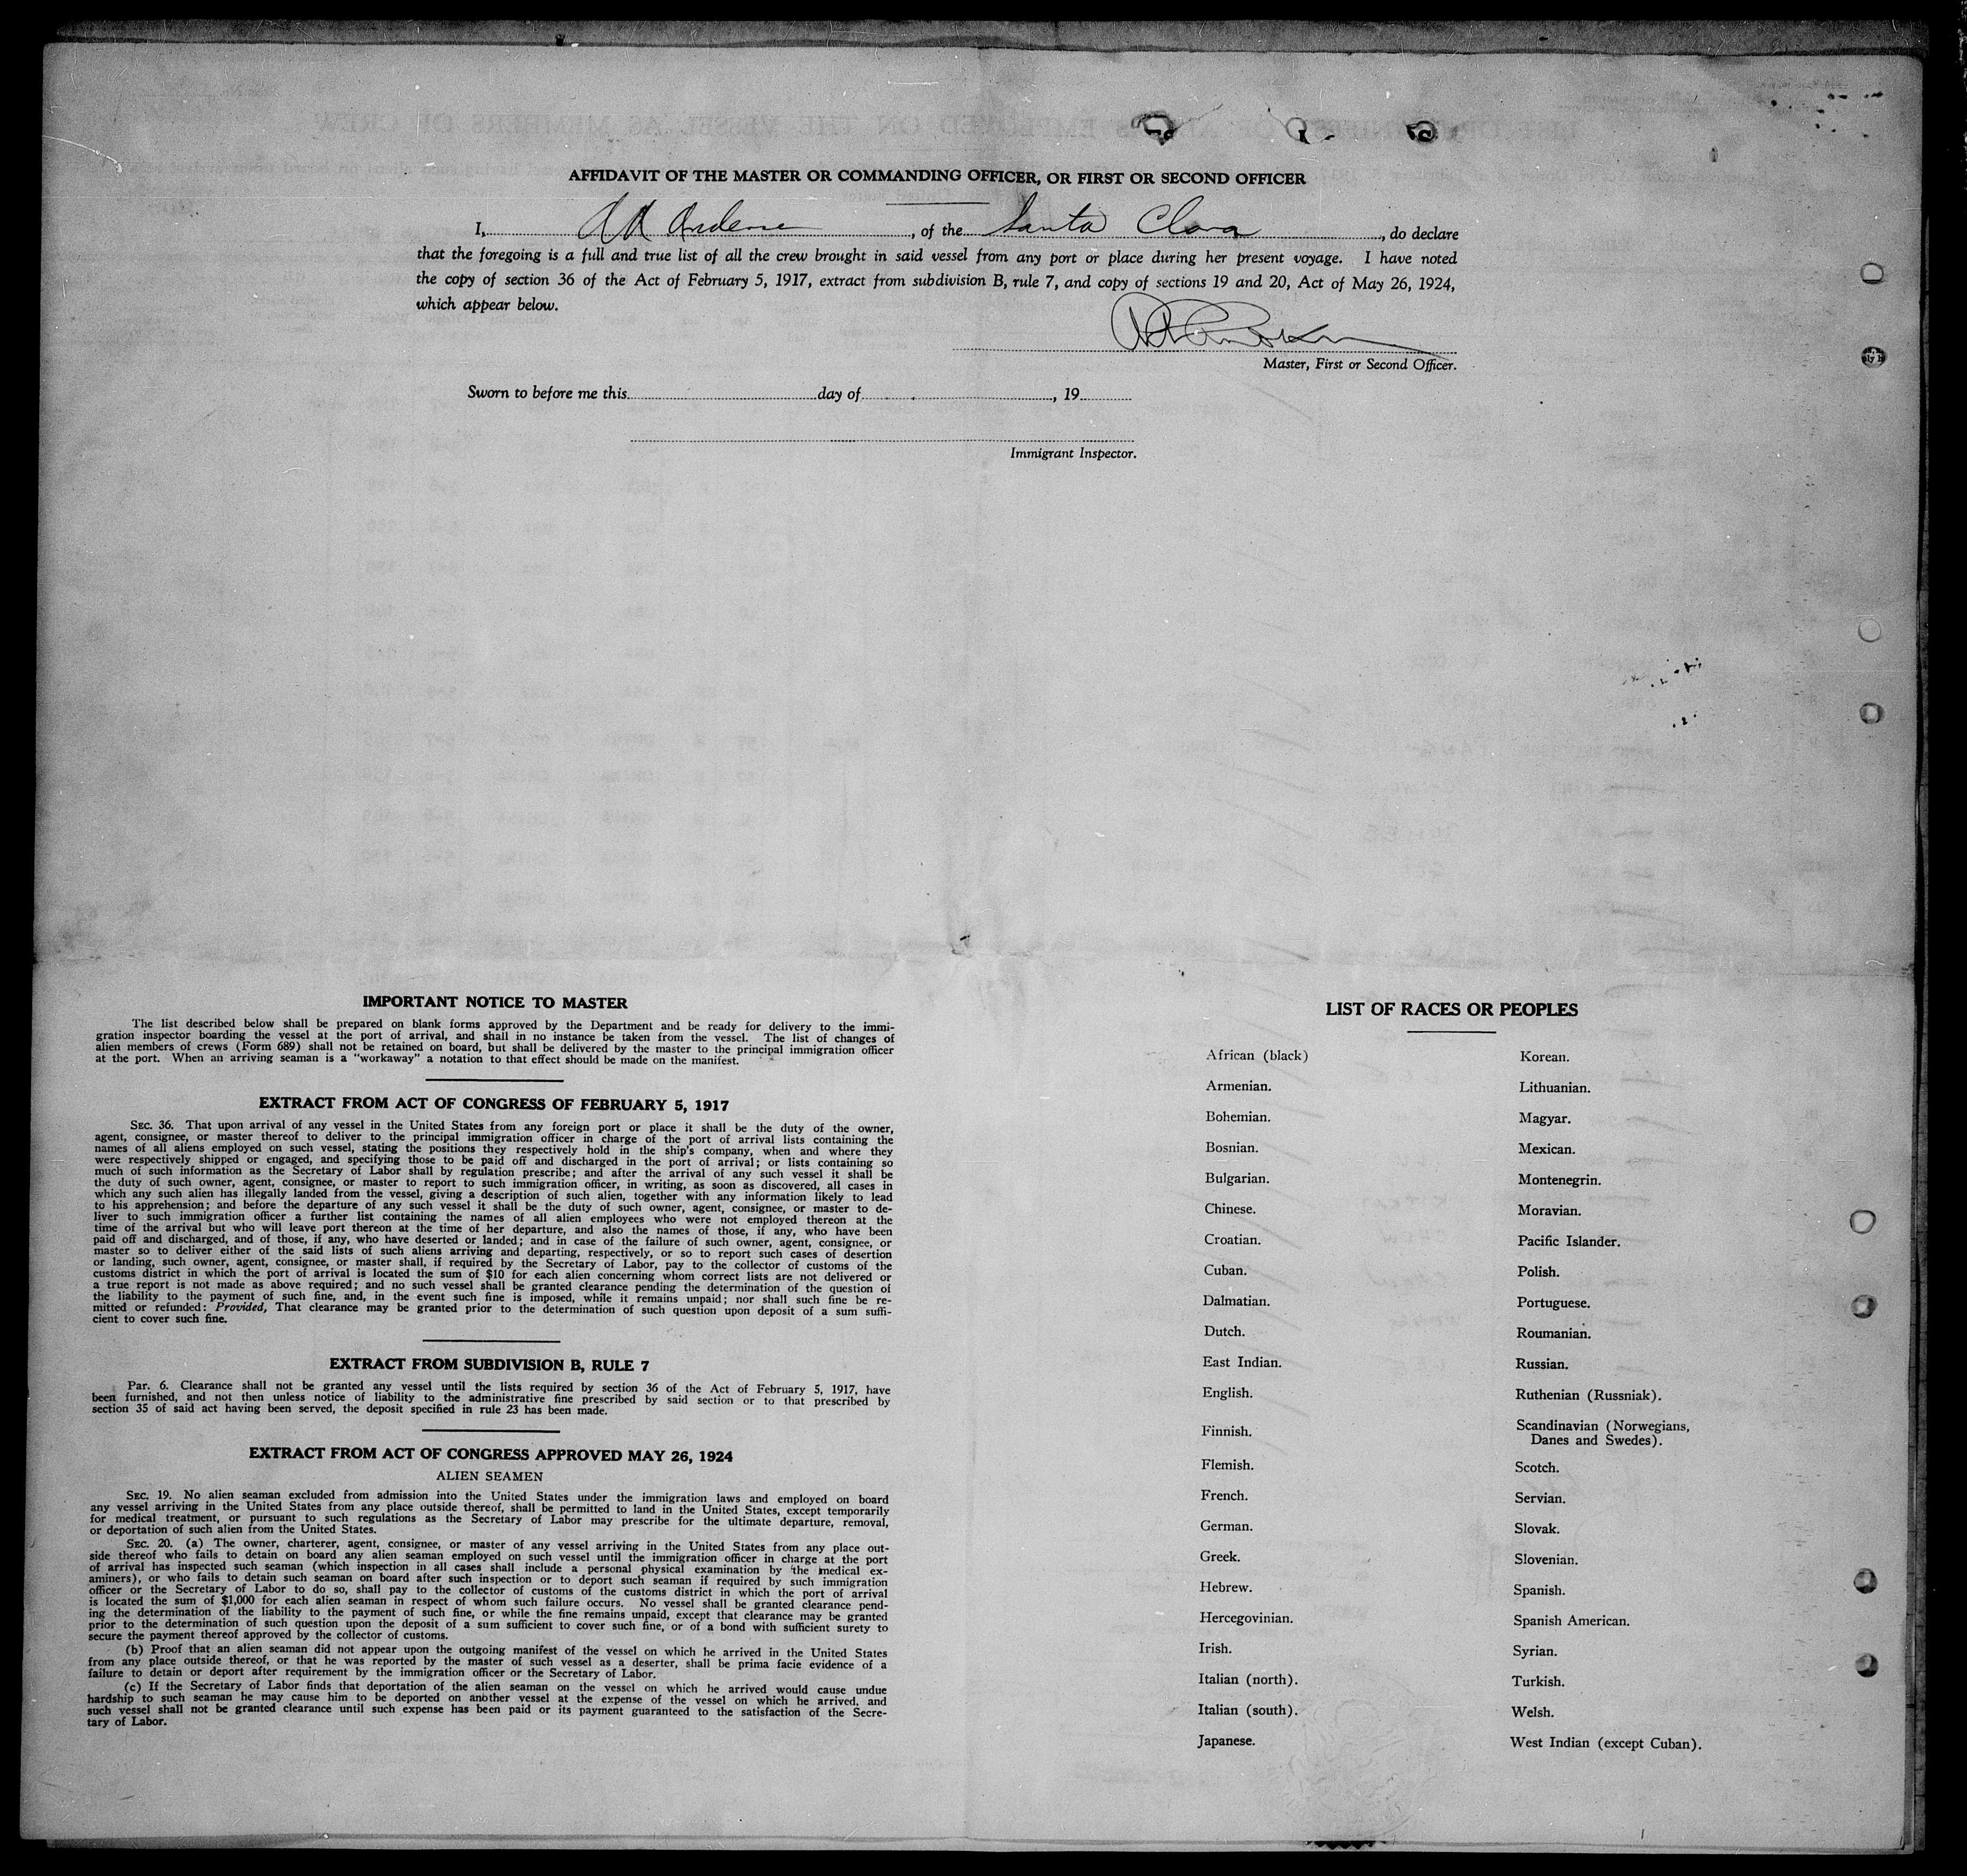 AFFIDAVIT OF THE MASTER OR COMMANDING OFFICER, OR FIRST OR SECOND OFFICER
I, , of the Santa Clara , do declare
that the foregoing is a full and true list of all the crew brought in said vessel from any port or place during her present voyage. I have noted
the copy of section 36 of the Act of February 5, 1917, extract from subdivision B, rule 7, and copy of sections 19 and 20, Act of May 26, 1924,
which appear below.
Master, First or Second Officer.
Sworn to before me this day of , 19
Immigrant Inspector.
IMPORTANT NOTICE TO MASTER
The list described below shall be prepared on blank forms approved by the Department and be ready for delivery to the immi-
gration inspector boarding the vessel at the port of arrival, and shall in no instance be taken from the vessel. The list of changes of
alien members of crews (Form 689) shall not be retained on board, but shall be delivered by the master to the principal immigration officer
at the port. When an arriving seaman is a "workaway" a notation to that effect should be made on the manifest.
EXTRACT FROM ACT OF CONGRESS OF FEBRUARY 5, 1917
SEC. 36. That upon arrival of any vessel in the United States from any foreign port or place it shall be the duty of the owner,
agent, consignee, or master thereof to deliver to the principal immigration officer in charge of the port of arrival lists containing the
names of all aliens employed on such vessel, stating the positions they respectively hold in the ship's company, when and where they
were respectively shipped or engaged, and specifying those to be paid off and discharged in the port of arrival; or lists containing so
much of such information as the Secretary of Labor shall by regulation prescribe; and after the arrival of any such vessel it shall be
the duty of such owner, agent, consignee, or master to report to such immigration officer, in writing, as soon as discovered, all cases in
which any such alien has illegally landed from the vessel, giving a description of such alien, together with any information likely to lead
to his apprehension; and before the departure of any such vessel it shall be the duty of such owner, agent, consignee, or master to de-
liver to such immigration officer a further list containing the names of all alien employees who were not employed thereon at the
time of the arrival but who will leave port thereon at the time of her departure, and also the names of those, if any, who have been
paid off and discharged, and of those, if any, who have deserted or landed; and in case of the failure of such owner, agent, consignee, or
master so to deliver either of the said lists of such aliens arriving and departing, respectively, or so to report such cases of desertion
or landing, such owner, agent, consignee, or master shall, if required by the Secretary of Labor, pay to the collector of customs of the
customs district in which the port of arrival is located the sum of $10 for each alien concerning whom correct lists are not delivered or
a true report is not made as above required; and no such vessel shall be granted clearance pending the determination of the question of
the liability to the payment of such fine, and, in the event such fine is imposed, while it remains unpaid; nor shall such fine be re-
mitted or refunded: Provided, That clearance may be granted prior to the determination of such question upon deposit of a sum suffi-
cient to cover such fine.
EXTRACT FROM SUBDIVISION B, RULE 7
Par. 6. Clearance shall not be granted any vessel until the lists required by section 36 of the Act of February 5, 1917, have
been furnished, and not then unless notice of liability to the administrative fine prescribed by said section or to that prescribed by
section 35 of said act having been served, the deposit specified in rule 23 has been made.
EXTRACT FROM ACT OF CONGRESS APPROVED MAY 26, 1924
ALIEN SEAMEN
SEC. 19. No alien seaman excluded from admission into the United States under the immigration laws and employed on board
any vessel arriving in the United States from any place outside thereof, shall be permitted to land in the United States, except temporarily
for medical treatment, or pursuant to such regulations as the Secretary of Labor may prescribe for the ultimate departure, removal,
or deportation of such alien from the United States.
SEC. 20. (a) The owner, charterer, agent, consignee, or master of any vessel arriving in the United States from any place out-
side thereof who fails to detain on board any alien seaman employed on such vessel until the immigration officer in charge at the port
of arrival has inspected such seaman (which inspection in all cases shall include a personal physical examination by the medical ex-
aminers), or who fails to detain such seaman on board after such inspection or to deport such seaman if required by such immigration
officer or the Secretary of Labor to do so, shall pay to the collector of customs of the customs district in which the port of arrival
is located the sum of $1,000 for each alien seaman in respect of whom such failure occurs. No vessel shall be granted clearance pend-
ing the determination of the liability to the payment of such fine, or while the fine remains unpaid, except that clearance may be granted
prior to the determination of such question upon the deposit of a sum sufficient to cover such fine, or of a bond with sufficient surety to
secure the payment thereof approved by the collector of customs.
(b) Proof that an alien seaman did not appear upon the outgoing manifest of the vessel on which he arrived in the United States
from any place outside thereof, or that he was reported by the master of such vessel as a deserter, shall be prima facie evidence of a
failure to detain or deport after requirement by the immigration officer or the Secretary of Labor.
(c) If the Secretary of Labor finds that deportation of the alien seaman on the vessel on which he arrived would cause undue
hardship to such seaman he may cause him to be deported on another vessel at the expense of the vessel on which he arrived, and
such vessel shall not be granted clearance until such expense has been paid or its payment guaranteed to the satisfaction of the Secre-
tary of Labor.
LIST OF RACES OR PEOPLES
African (black)
Armenian.
Bohemian.
Bosnian.
Bulgarian.
Chinese.
Croatian.
Cuban.
Dalmatian.
Dutch.
East Indian.
English.
Finnish.
Flemish.
French.
German.
Greek.
Hebrew.
Hercegovinian.
Irish.
Italian (north).
Italian (south).
Japanese.
Korean.
Lithuanian.
Magyar.
Mexican.
Montenegrin.
Moravian.
Pacific Islander.
Polish.
Portuguese.
Roumanian.
Russian.
Ruthenian (Russniak).
Scandinavian (Norwegians,
Danes and Swedes).
Scotch.
Servian.
Slovak.
Slovenian.
Spanish.
Spanish American.
Syrian.
Turkish.
Welsh.
West Indian (except Cuban).